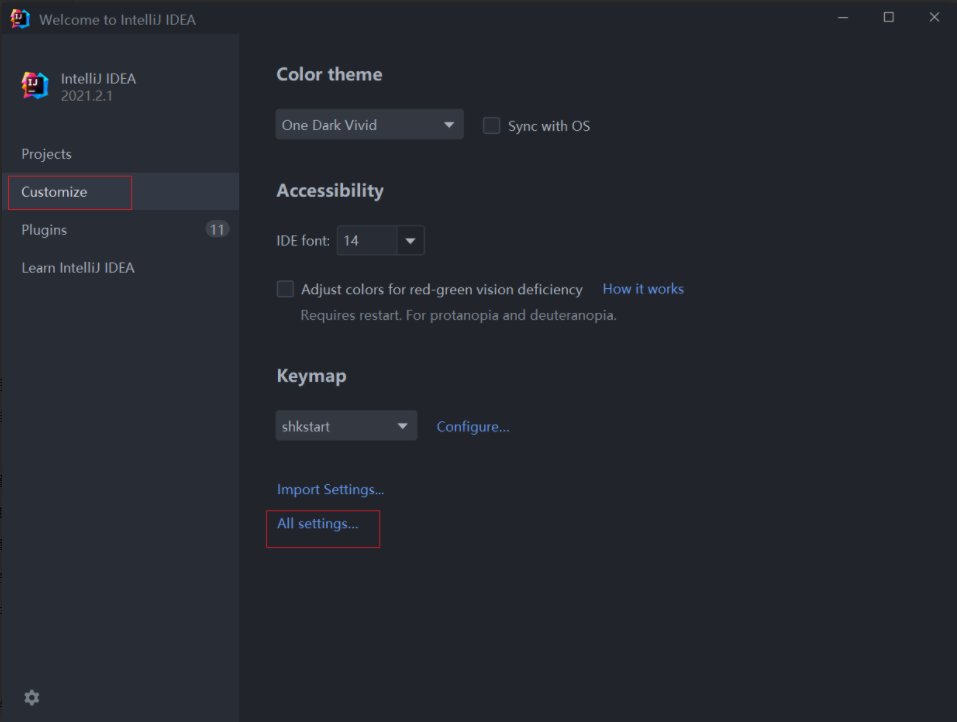 Welcome to IntelliJ IDEA
IntelliJ IDEA
2021.2.1
Projects
Customize
Plugins 11
Learn IntelliJ IDEA
Color theme
One Dark Vivid Sync with OS
Accessibility
IDE font: 14
Adjust colors for red-green vision deficiency How it works
Requires restart. For protanopia and deuteranopia.
Keymap
shkstart Configure...
Import Settings...
All settings...